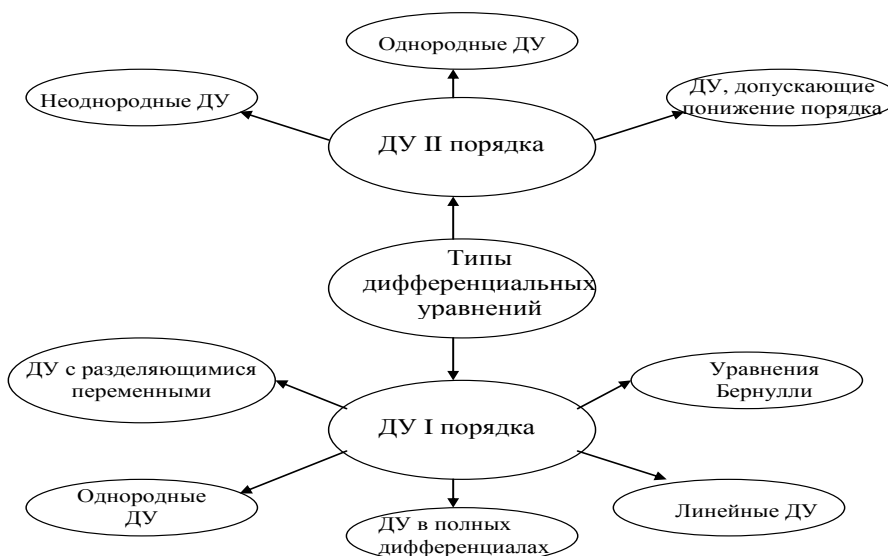 Однородные ДУ
Неоднородные ДУ
ДУ, допускающие
понижение порядка
ДУ II порядка
Типы
дифференциальных
уравнений
ДУ с разделяющимися
переменными
Уравнения
Бернулли
ДУ I порядка
Однородные
ДУ
ДУ в полных
дифференциалах
Линейные ДУ